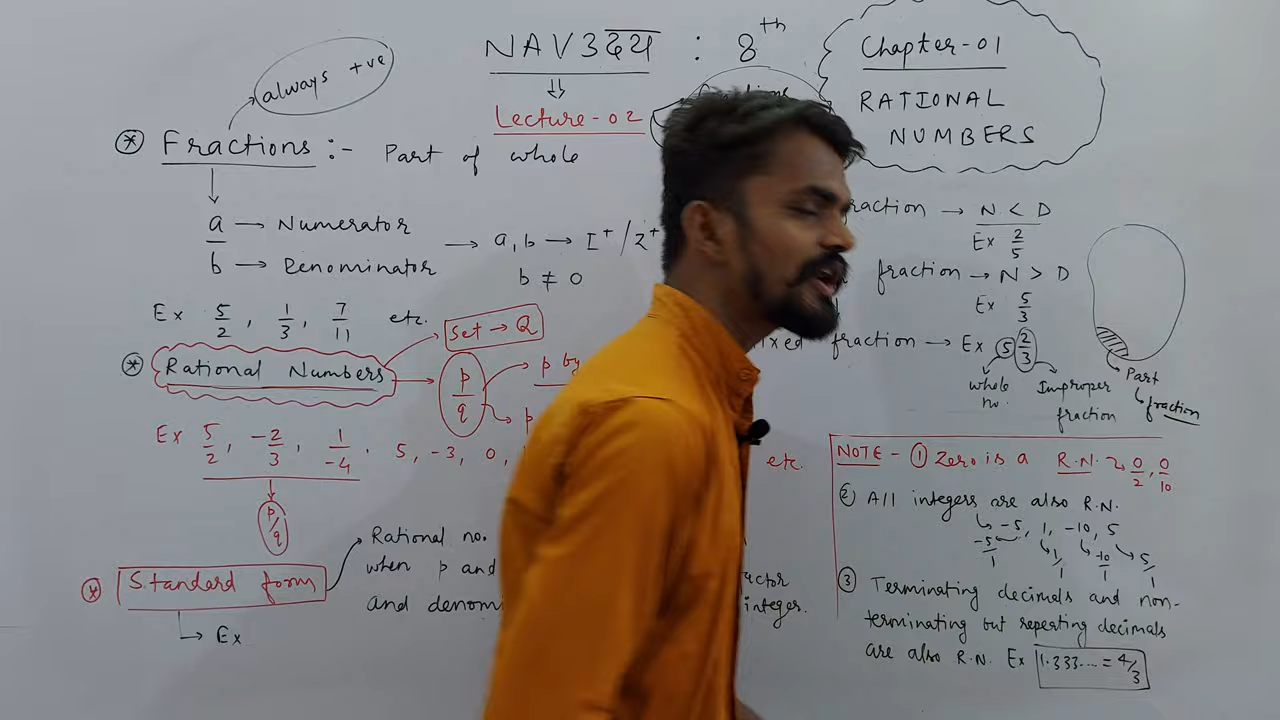 NAV3दय : 8th
Lecture-02
Chapter-01
RATIONAL
NUMBERS
always +ve
Fractions :- Part of whole
a → Numerator
b → Denominator
→ a, b → I⁺/Z⁺
b ≠ 0
Ex 5/2, 1/3, 7/11 etc.
fraction → N < D
Ex 2/5
fraction → N > D
Ex 5/3
fraction → Ex 5 2/3
whole no.
Improper fraction
Part
fraction
Rational Numbers
Set → Q
p/q
p by
p
Ex 5/2, -2/3, 1/-4, 5, -3, 0, etc.
p/q
Standard form
Rational no.
when p and
and denomi
integer.
Ex
NOTE - ① Zero is a R.N. 0/2, 0/10
② All integers are also R.N.
-5, 1, -10, 5
-5/1 1/1 -10/1 5/1
③ Terminating decimals and non-
terminating but repeating decimals
are also R.N. Ex 1.333.... = 4/3